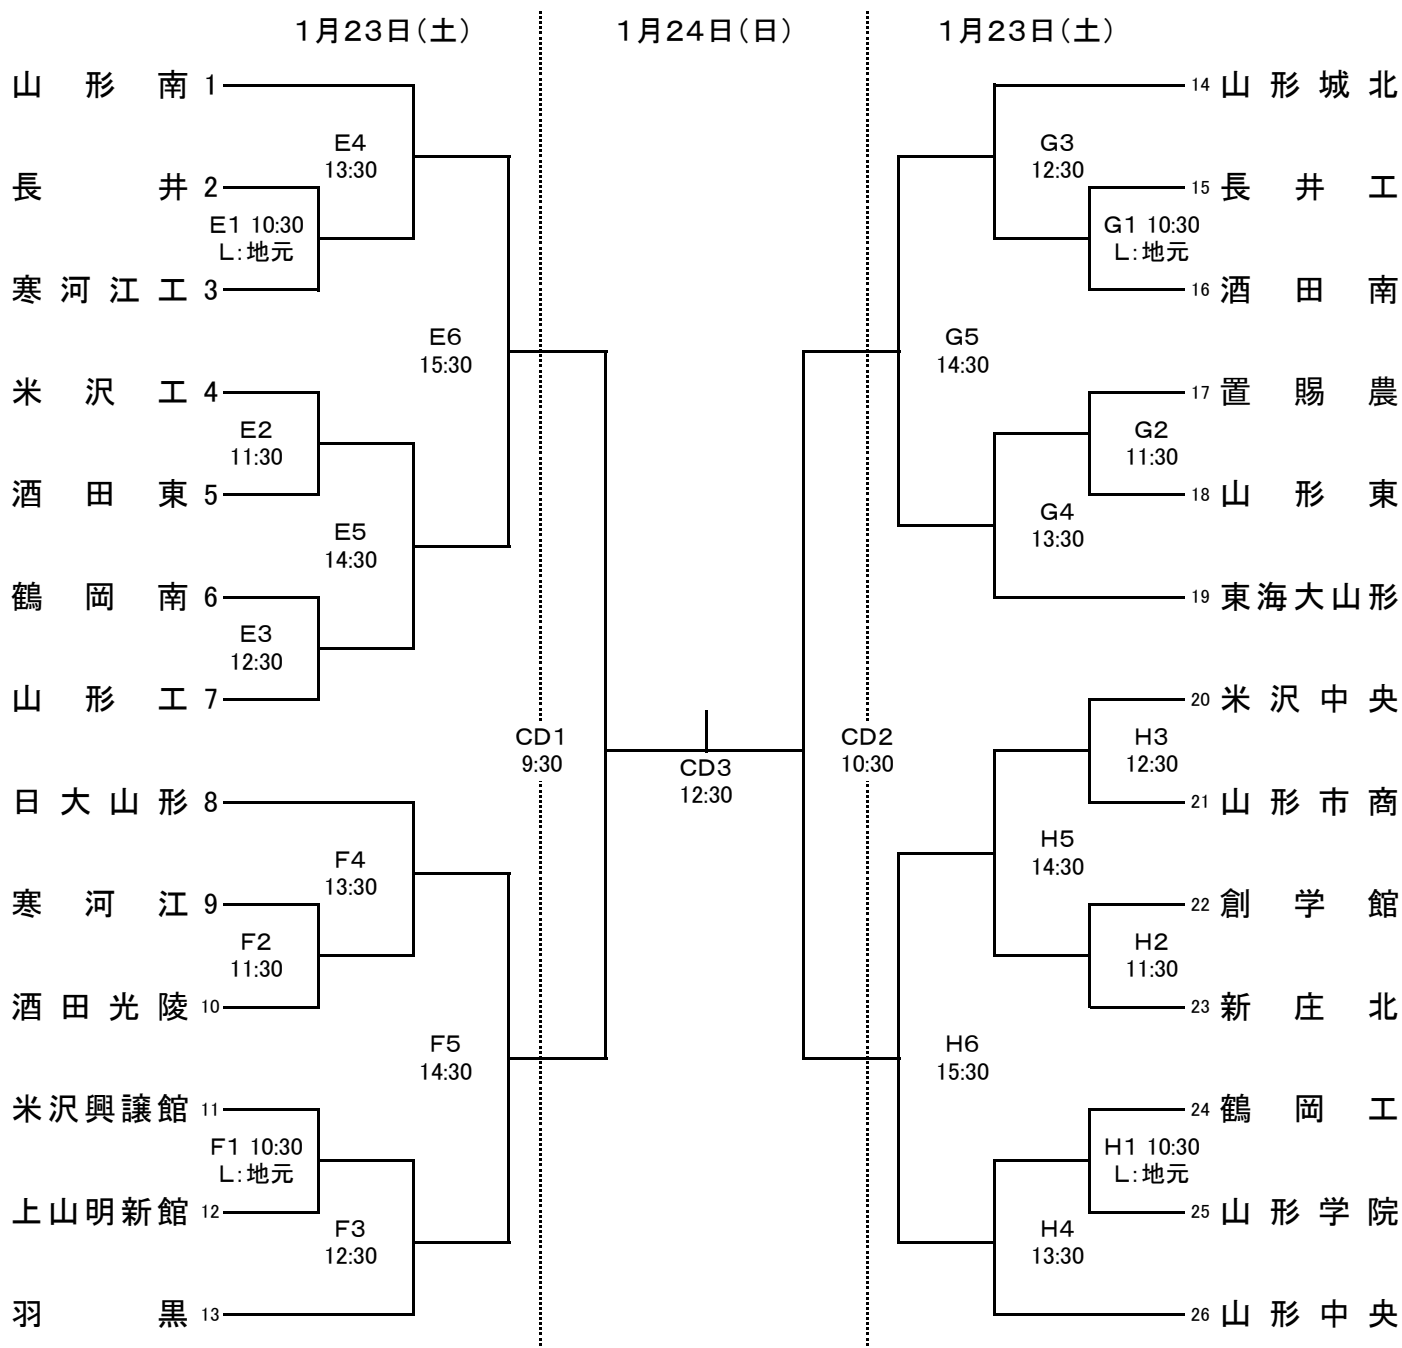 1月23日(土)
1月24日(日)
1月23日(土)
山形南 1
E4
13:30
長井 2
E1 10:30
L:地元
寒河江工 3
E6
15:30
米沢工 4
E2
11:30
酒田東 5
E5
14:30
鶴岡南 6
E3
12:30
山形工 7
CD1
9:30
日大山形 8
F4
13:30
寒河江 9
F2
11:30
酒田光陵 10
F5
14:30
米沢興譲館 11
F1 10:30
L:地元
上山明新館 12
F3
12:30
羽黒 13
CD3
12:30
14 山形城北
G3
12:30
15 長井工
G1 10:30
L:地元
16 酒田南
G5
14:30
17 置賜農
G2
11:30
18 山形東
G4
13:30
19 東海大山形
CD2
10:30
20 米沢中央
H3
12:30
21 山形市商
H5
14:30
22 創学館
H2
11:30
23 新庄北
H6
15:30
24 鶴岡工
H1 10:30
L:地元
25 山形学院
H4
13:30
26 山形中央